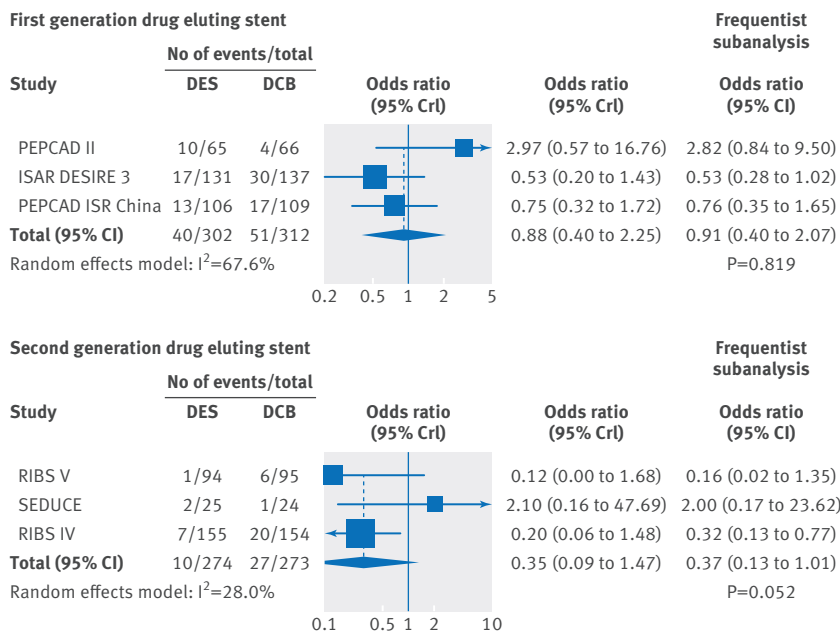 First generation drug eluting stent Frequentist subanalysis
No of events/total
Study DES DCB Odds ratio (95% CrI) Odds ratio (95% CrI) Odds ratio (95% CI)
PEPCAD II 10/65 4/66 2.97 (0.57 to 16.76) 2.82 (0.84 to 9.50)
ISAR DESIRE 3 17/131 30/137 0.53 (0.20 to 1.43) 0.53 (0.28 to 1.02)
PEPCAD ISR China 13/106 17/109 0.75 (0.32 to 1.72) 0.76 (0.35 to 1.65)
Total (95% CI) 40/302 51/312 0.88 (0.40 to 2.25) 0.91 (0.40 to 2.07)
Random effects model: I²=67.6% P=0.819
0.2 0.5 1 2 5
Second generation drug eluting stent Frequentist subanalysis
No of events/total
Study DES DCB Odds ratio (95% CrI) Odds ratio (95% CrI) Odds ratio (95% CI)
RIBS V 1/94 6/95 0.12 (0.00 to 1.68) 0.16 (0.02 to 1.35)
SEDUCE 2/25 1/24 2.10 (0.16 to 47.69) 2.00 (0.17 to 23.62)
RIBS IV 7/155 20/154 0.20 (0.06 to 1.48) 0.32 (0.13 to 0.77)
Total (95% CI) 10/274 27/273 0.35 (0.09 to 1.47) 0.37 (0.13 to 1.01)
Random effects model: I²=28.0% P=0.052
0.1 0.5 1 2 10